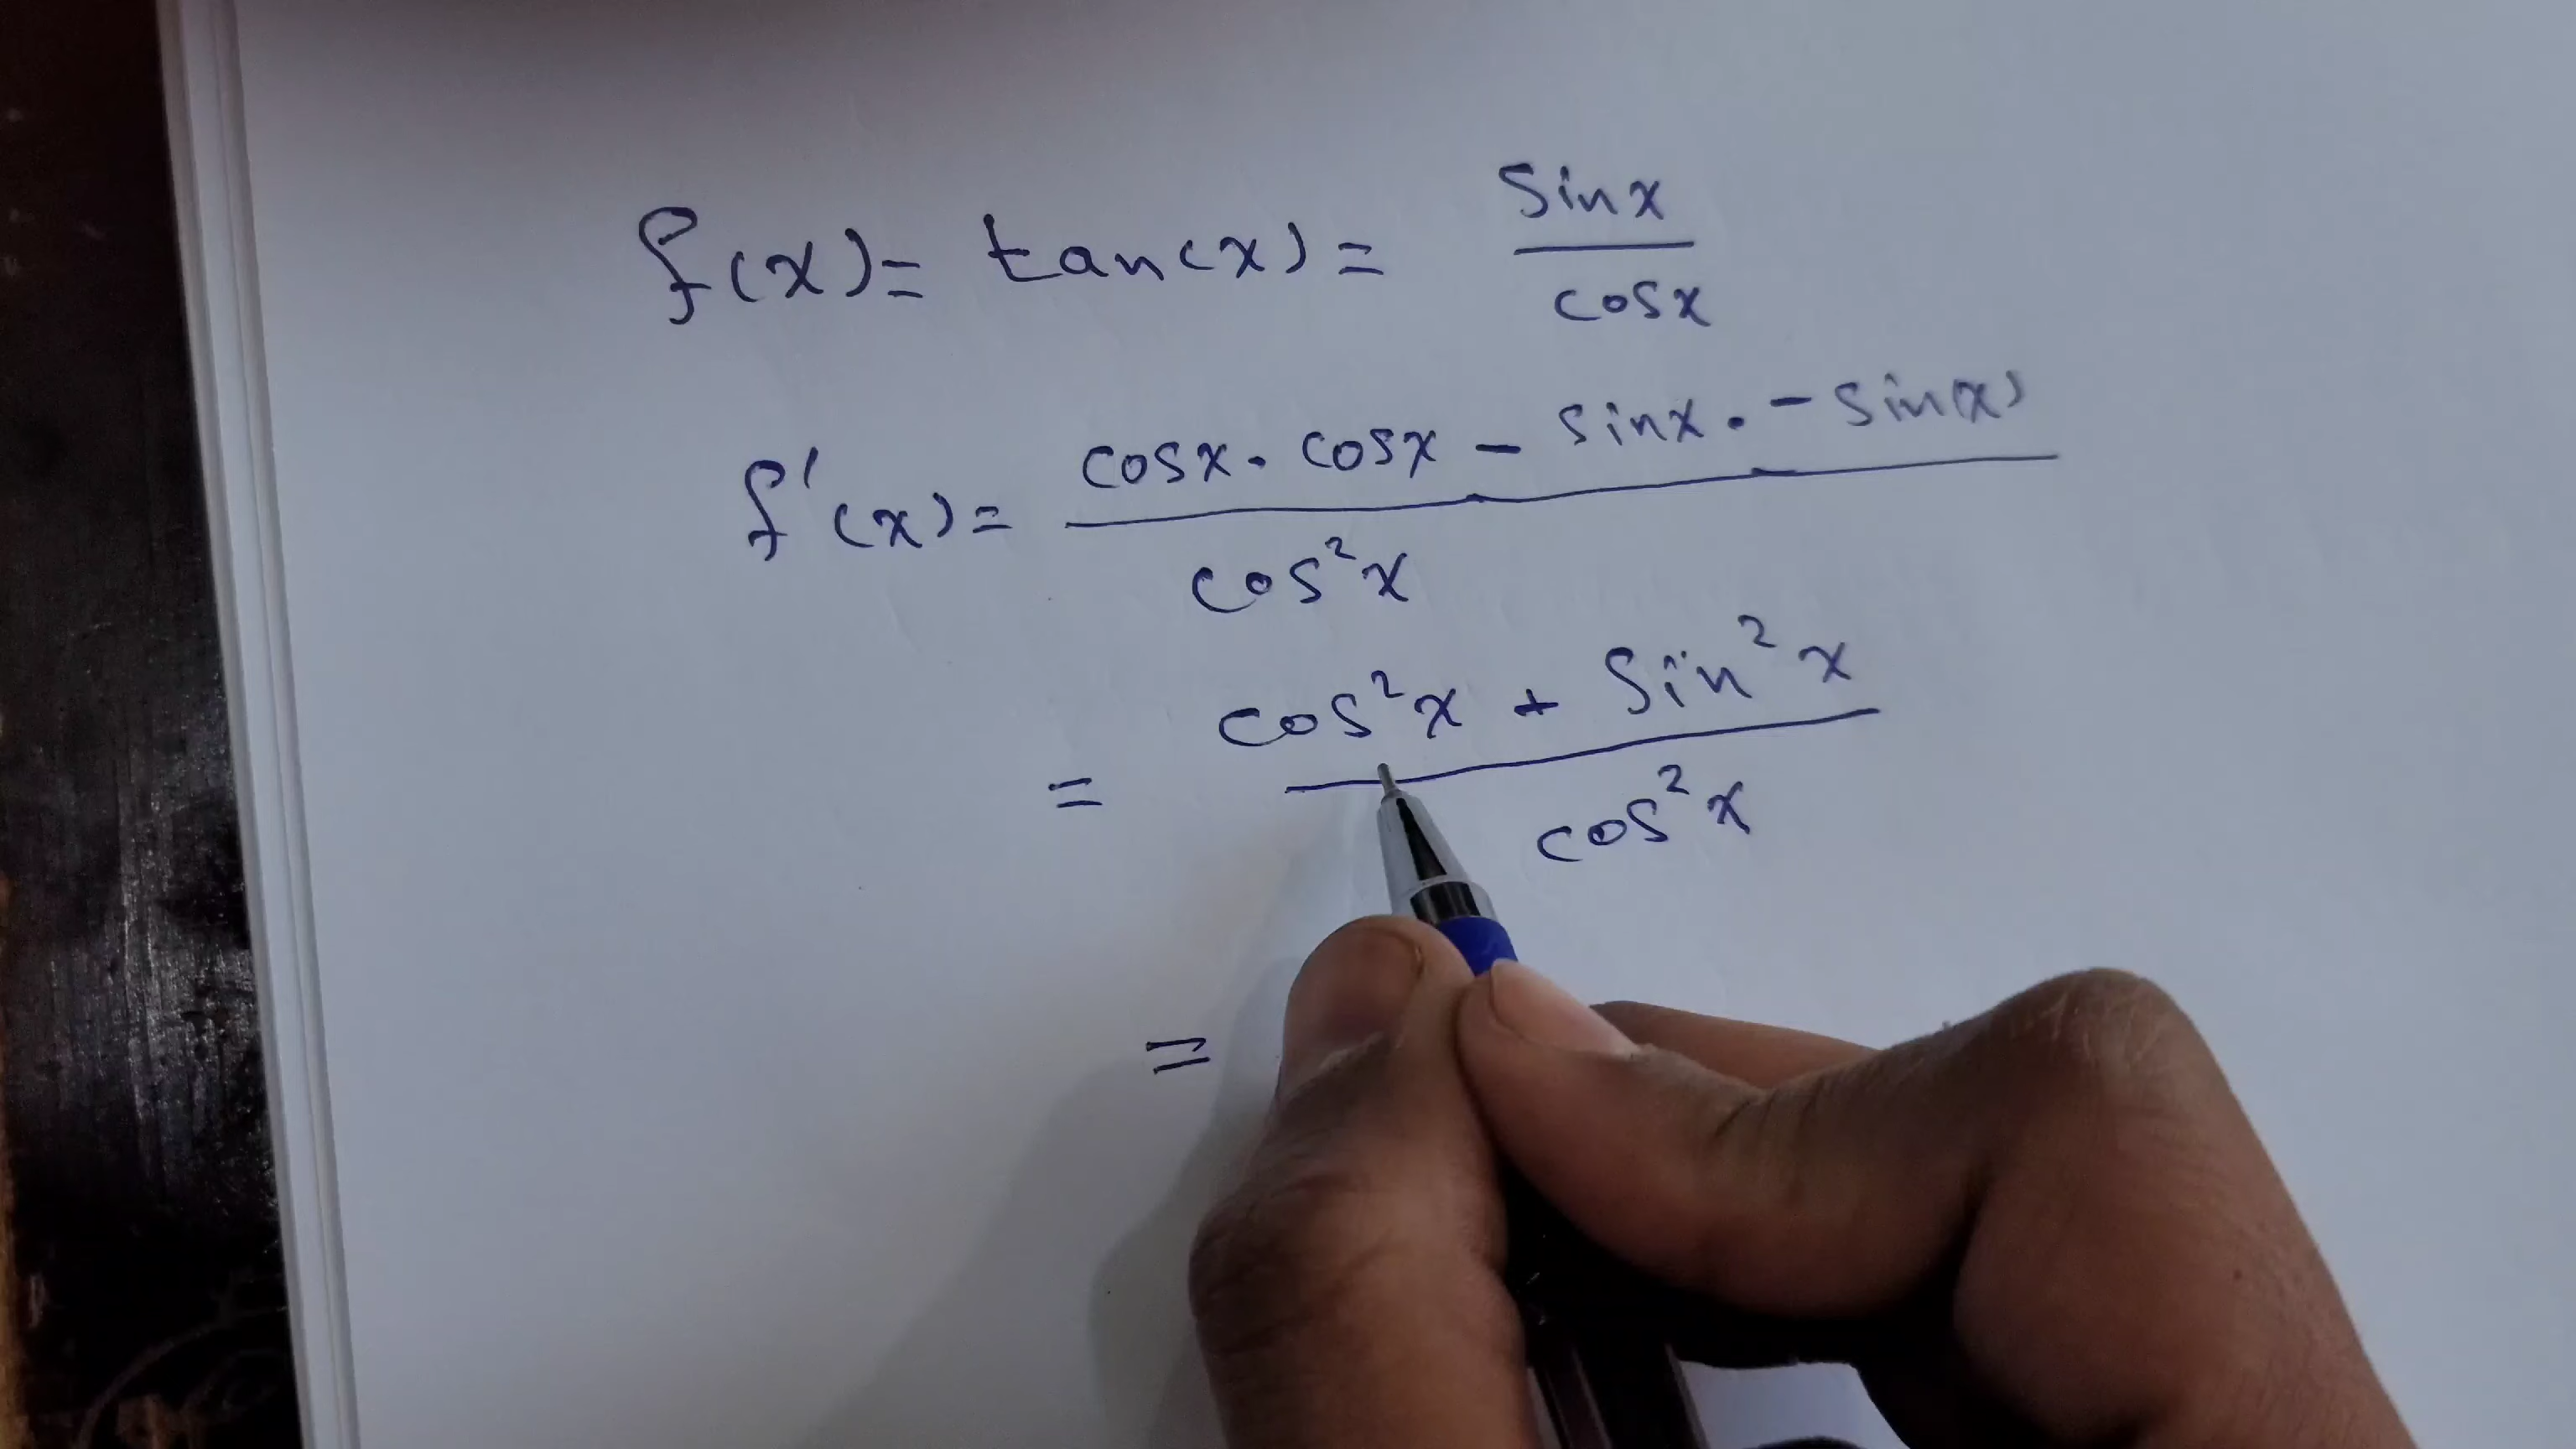 f(x) = tan(x) = sinx / cosx
f'(x) = cosx . cosx - sinx . - sin(x) / cos²x
= cos²x + sin²x / cos²x
=